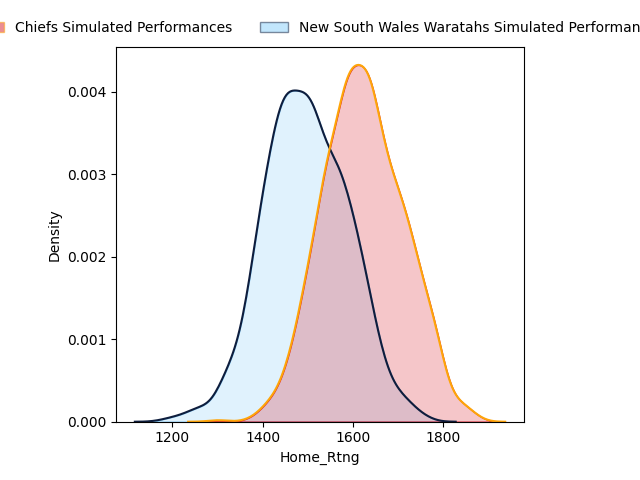 Chiefs Simulated Performances
New South Wales Waratahs Simulated Performan
0.004
0.003
0.002
0.001
0.000
Density
1200 1400 1600 1800
Home_Rtng